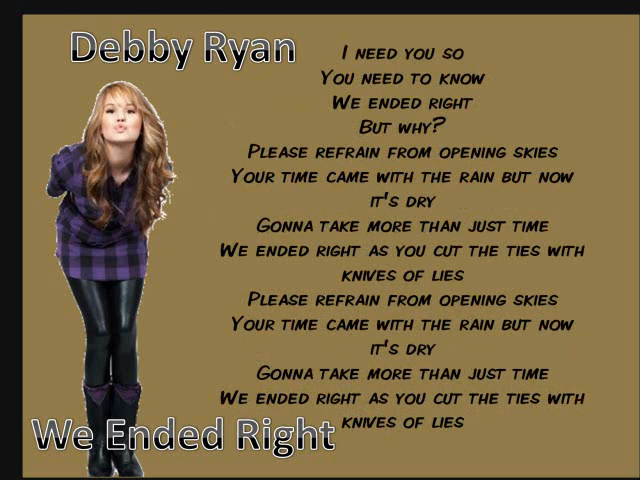 Debby Ryan
I need you so
You need to know
We ended right
But why?
Please refrain from opening skies
Your time came with the rain but now
it's dry
Gonna take more than just time
We ended right as you cut the ties with
knives of lies
Please refrain from opening skies
Your time came with the rain but now
it's dry
Gonna take more than just time
We ended right as you cut the ties with
knives of lies
We Ended Right